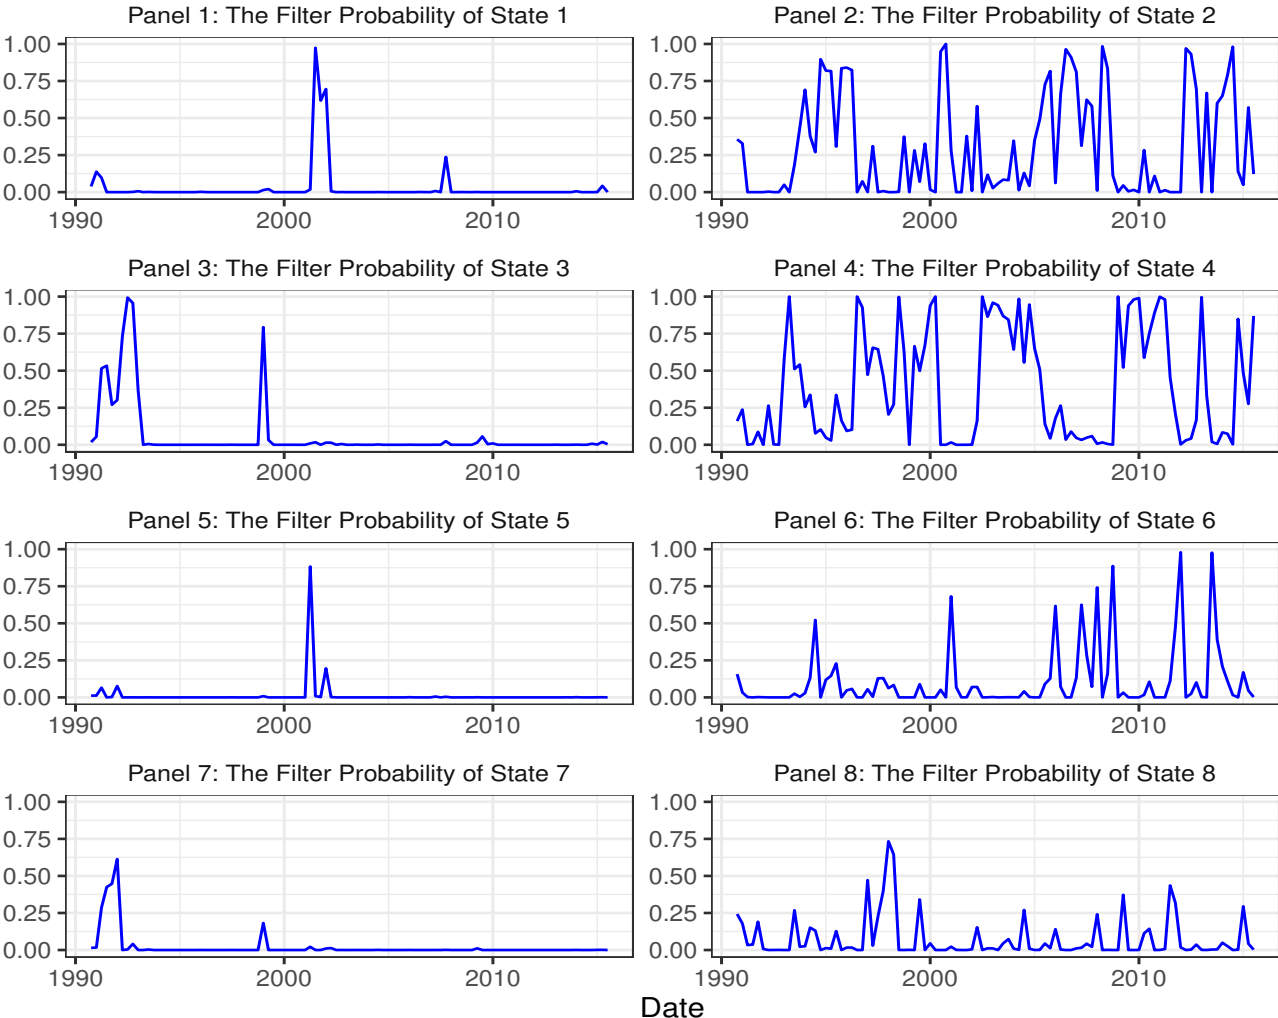 Panel 1: The Filter Probability of State 1
1.00
0.75
0.50
0.25
0.00
1990 2000 2010
Panel 2: The Filter Probability of State 2
1.00
0.75
0.50
0.25
0.00
1990 2000 2010
Panel 3: The Filter Probability of State 3
1.00
0.75
0.50
0.25
0.00
1990 2000 2010
Panel 4: The Filter Probability of State 4
1.00
0.75
0.50
0.25
0.00
1990 2000 2010
Panel 5: The Filter Probability of State 5
1.00
0.75
0.50
0.25
0.00
1990 2000 2010
Panel 6: The Filter Probability of State 6
1.00
0.75
0.50
0.25
0.00
1990 2000 2010
Panel 7: The Filter Probability of State 7
1.00
0.75
0.50
0.25
0.00
1990 2000 2010
Panel 8: The Filter Probability of State 8
1.00
0.75
0.50
0.25
0.00
1990 2000 2010
Date